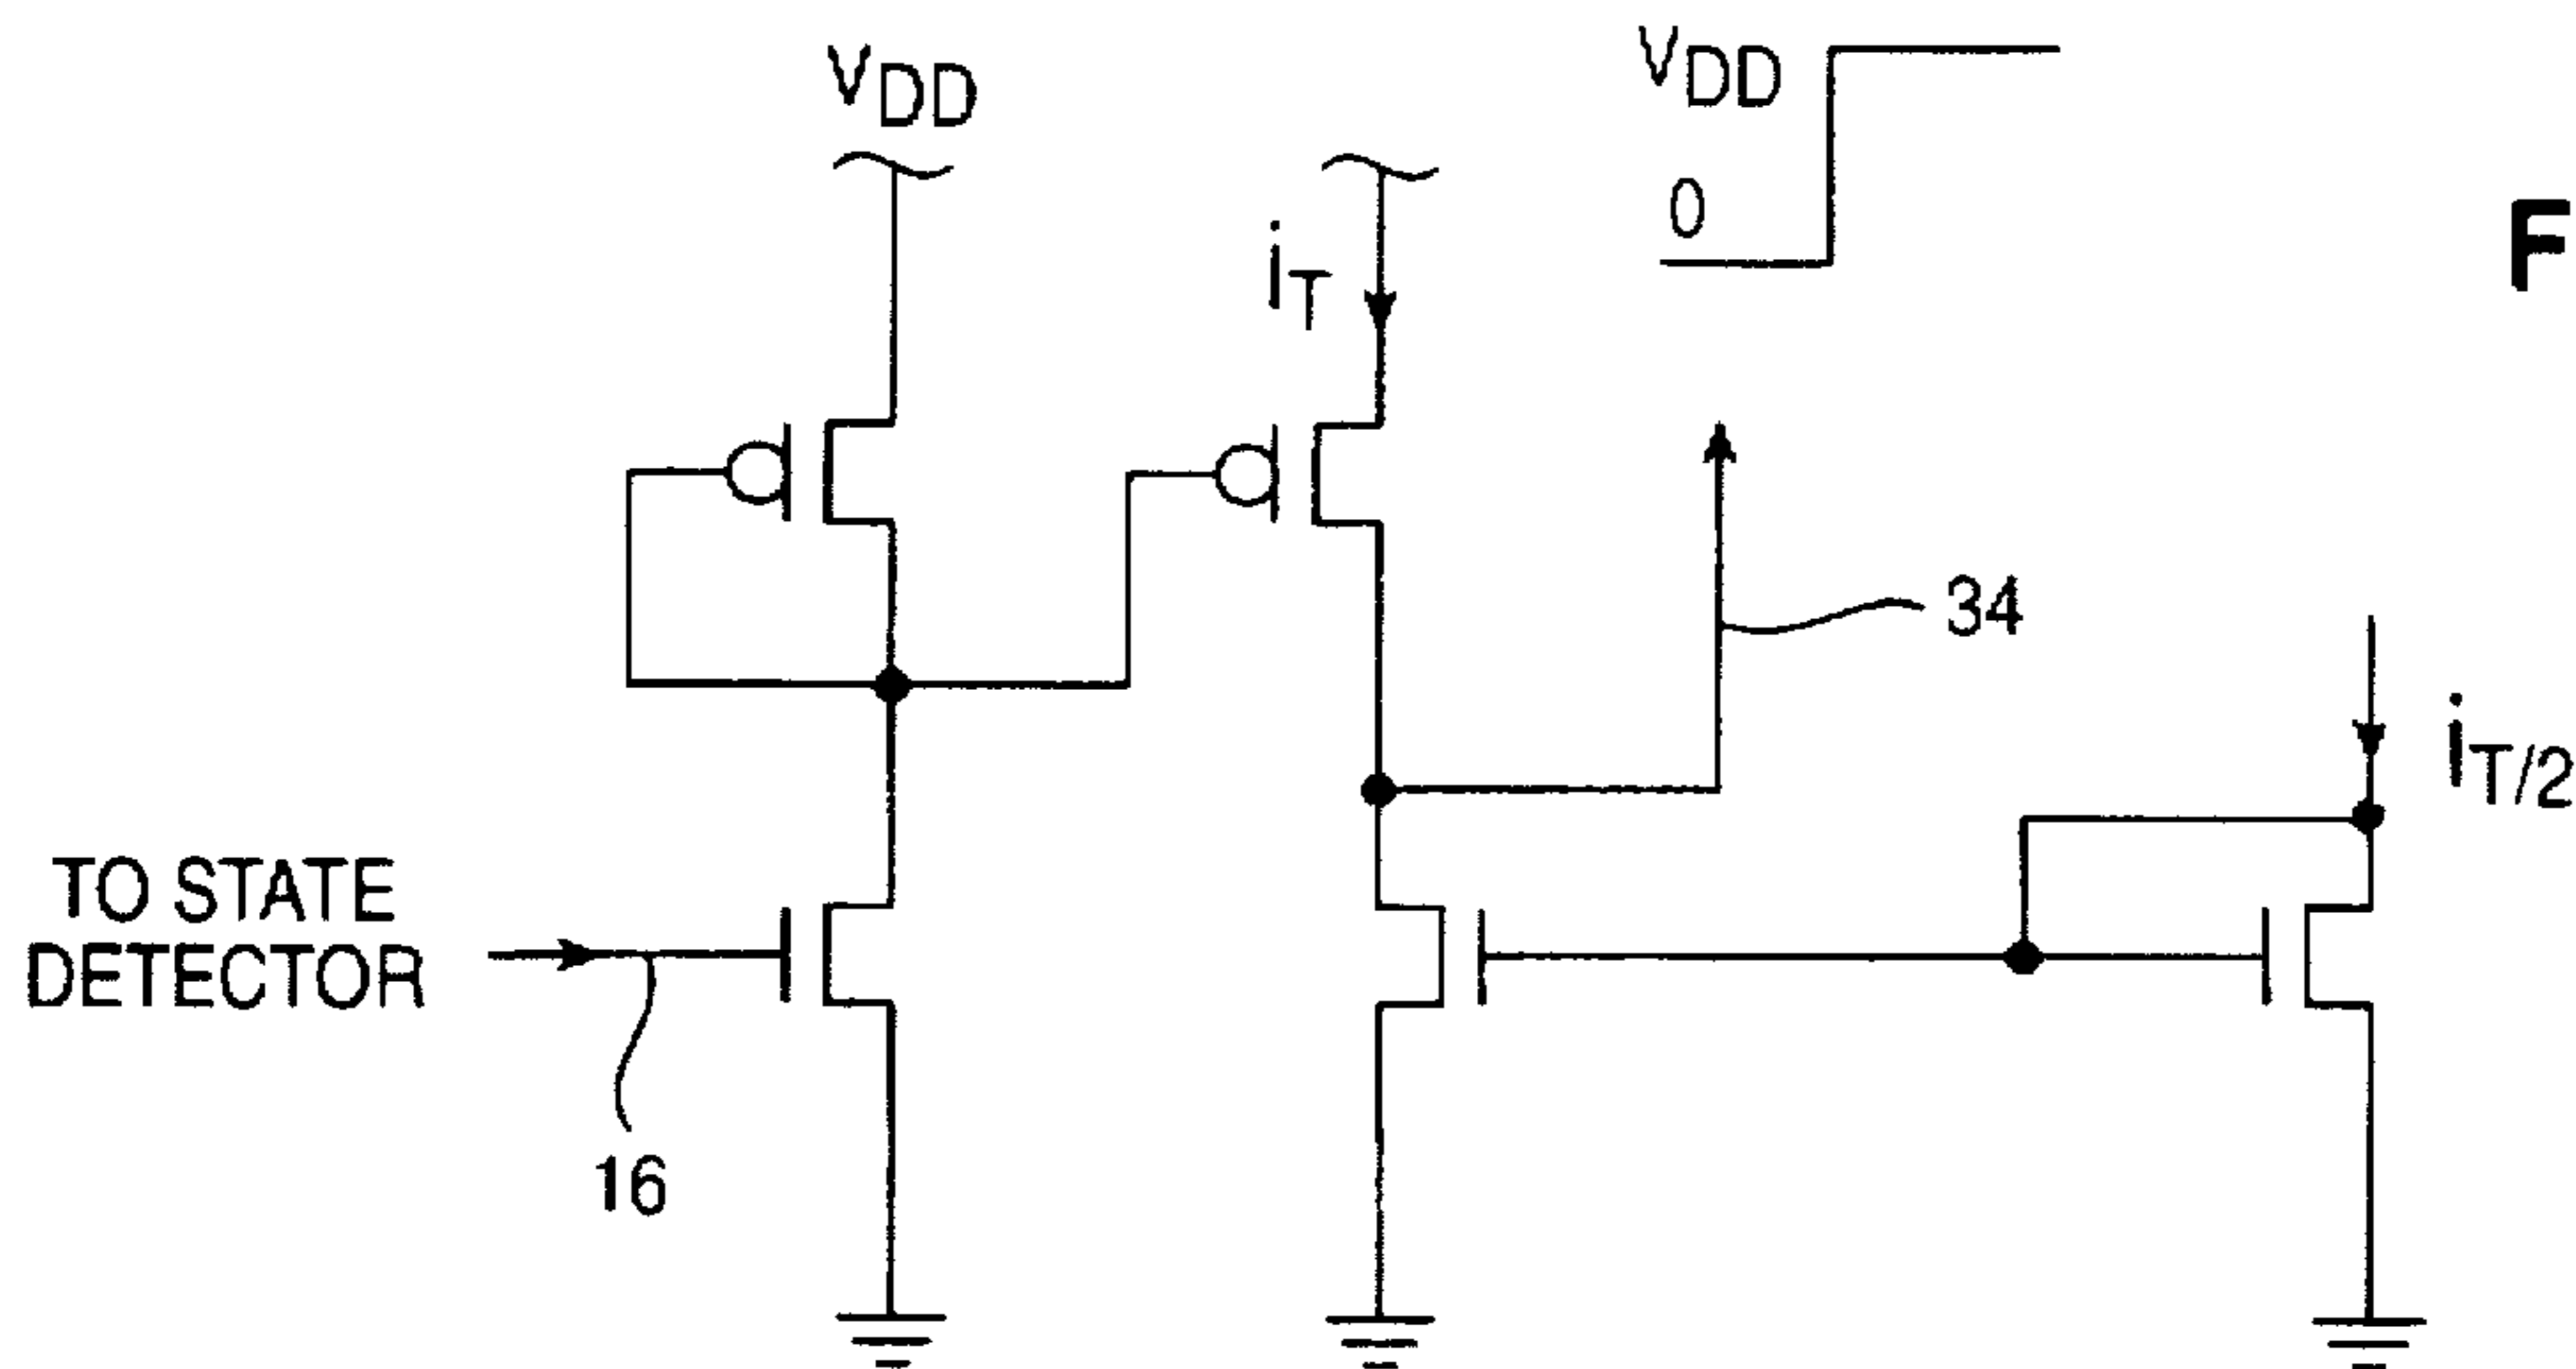 VDD
VDD
0
F
iT
34
iT/2
TO STATE
DETECTOR
16